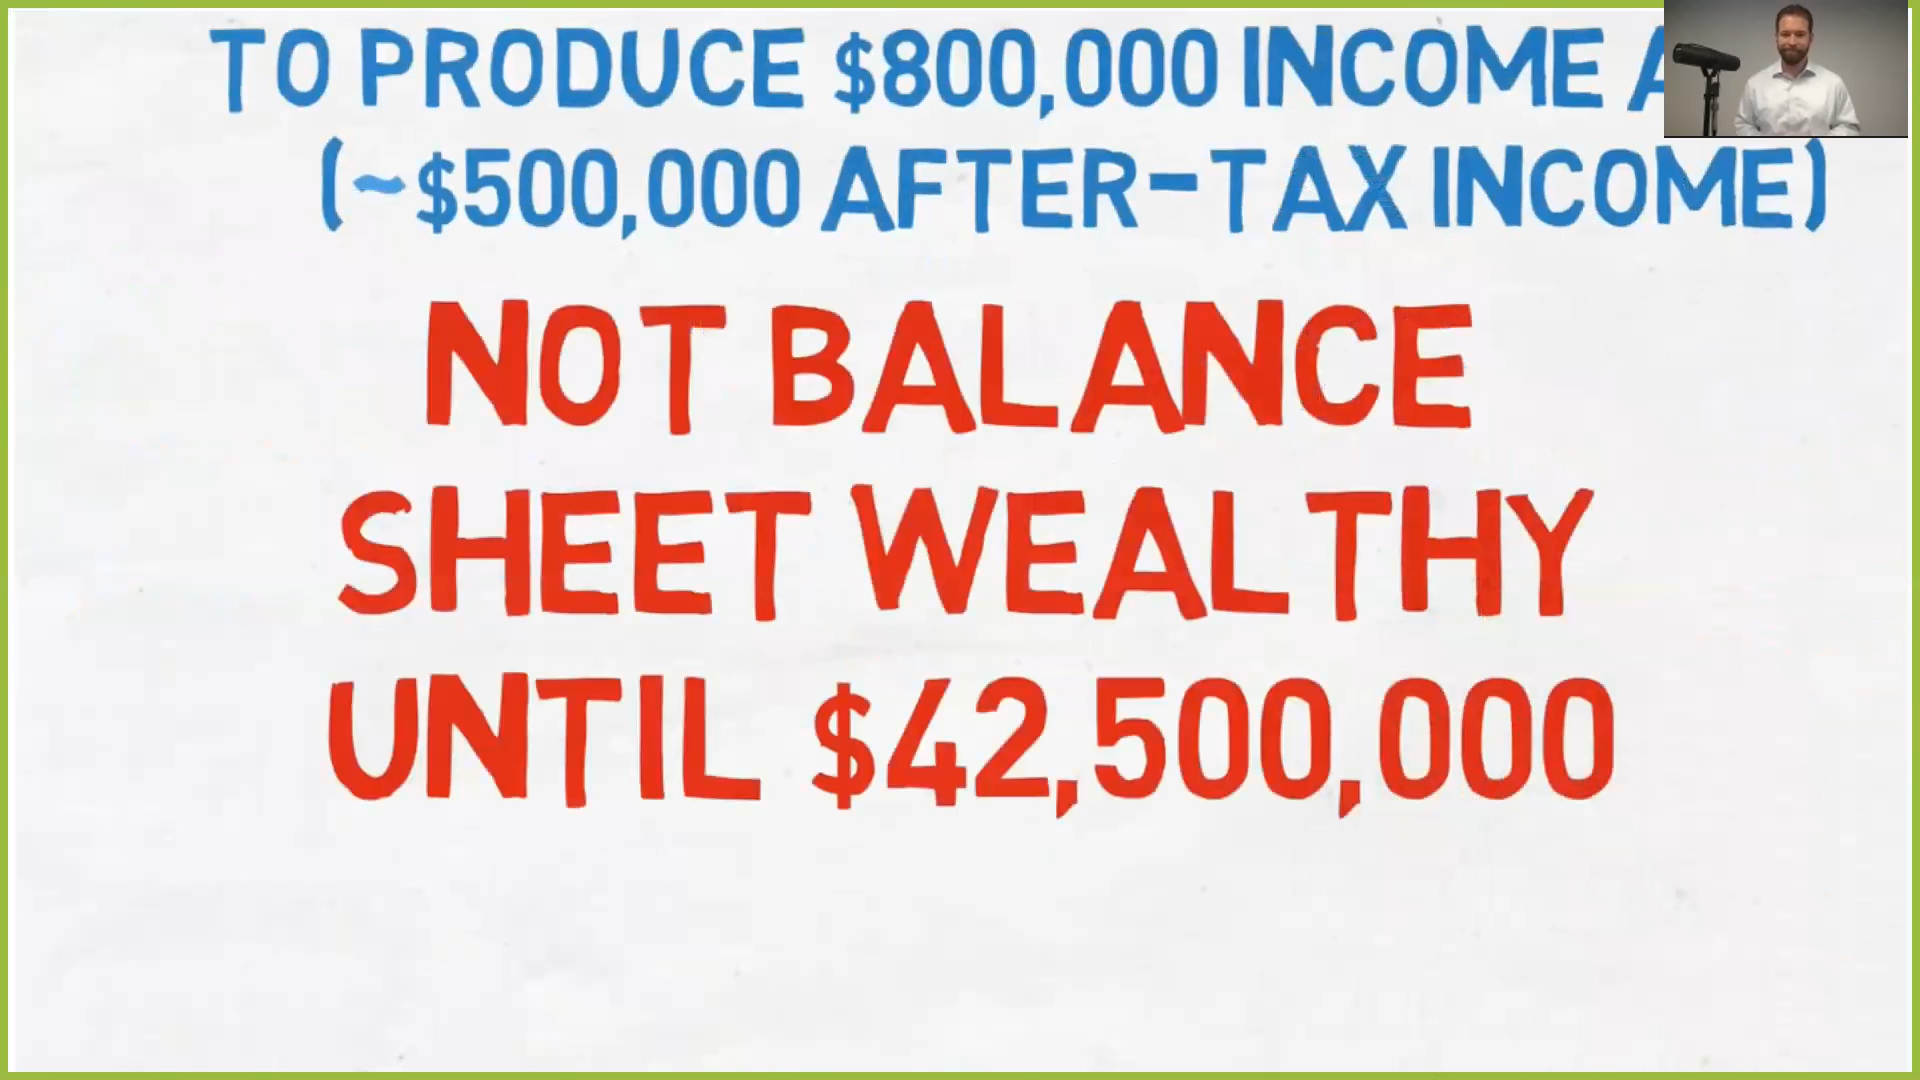 TO PRODUCE $800,000 INCOME
(~$500,000 AFTER-TAX INCOME)
NOT BALANCE
SHEET WEALTHY
UNTIL $42,500,000